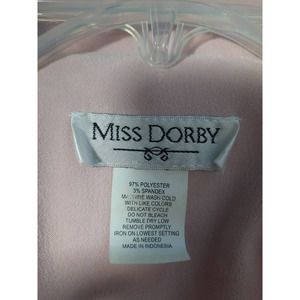 MISS DORBY
97% POLYESTER
3% SPANDEX
MACHINE WASH COLD
WITH LIKE COLORS
DELICATE CYCLE
DO NOT BLEACH
TUMBLE DRY LOW
REMOVE PROMPTLY
IRON ON LOWEST SETTING
AS NEEDED
MADE IN INDONESIA